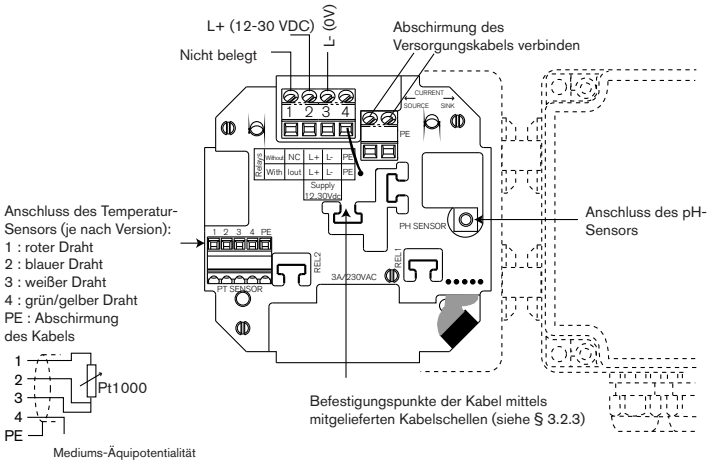 L+ (12-30 VDC)
L- (0V)
Nicht belegt
Abschirmung des
Versorgungskabels verbinden
CURRENT
SOURCE SINK
1 2 3 4
PE
Relays
Without NC L+ L- PE
With Iout L+ L- PE
Supply
12..30Vdc
PH SENSOR
Anschluss des pH-
Sensors
Anschluss des Temperatur-
Sensors (je nach Version):
1 : roter Draht
2 : blauer Draht
3 : weißer Draht
4 : grün/gelber Draht
PE : Abschirmung
des Kabels
1 2 3 4 PE
PT SENSOR
REL2
3A/230VAC
REL1
1
2
3
4
PE
Pt1000
Mediums-Äquipotentialität
Befestigungspunkte der Kabel mittels
mitgelieferten Kabelschellen (siehe § 3.2.3)